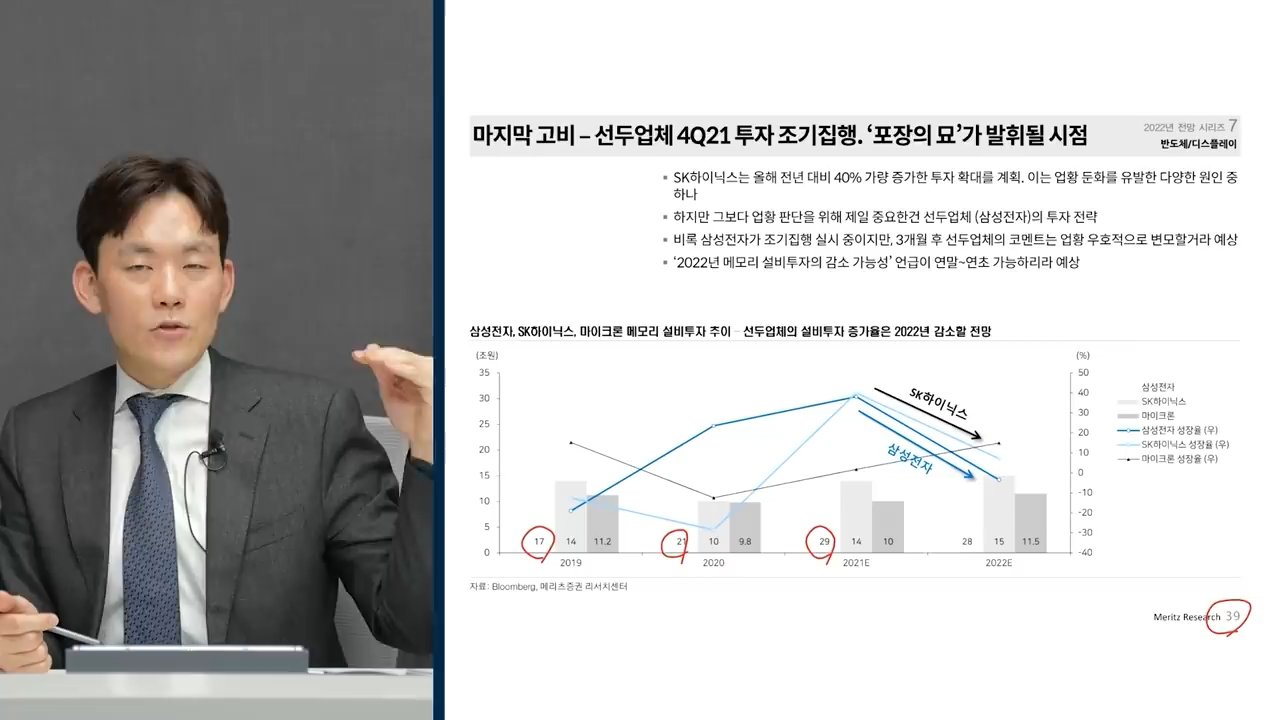 마지막 고비 – 선두업체 4Q21 투자 조기집행. ‘포장의 묘’가 발휘될 시점
2022년 전망 시리즈 7
반도체/디스플레이
▪ SK하이닉스는 올해 전년 대비 40% 가량 증가한 투자 확대를 계획. 이는 업황 둔화를 유발한 다양한 원인 중
하나
▪ 하지만 그보다 업황 판단을 위해 제일 중요한건 선두업체 (삼성전자)의 투자 전략
▪ 비록 삼성전자가 조기집행 실시 중이지만, 3개월 후 선두업체의 코멘트는 업황 우호적으로 변모할거라 예상
▪ ‘2022년 메모리 설비투자의 감소 가능성’ 언급이 연말~연초 가능하리라 예상
삼성전자, SK하이닉스, 마이크론 메모리 설비투자 추이 – 선두업체의 설비투자 증가율은 2022년 감소할 전망
(조원)
35
30
25
20
15
10
5
0
(%)
50
40
30
20
10
0
-10
-20
-30
-40
SK하이닉스
삼성전자
17 14 11.2
21 10 9.8
29 14 10
28 15 11.5
2019 2020 2021E 2022E
삼성전자
SK하이닉스
마이크론
삼성전자 성장율 (우)
SK하이닉스 성장율 (우)
마이크론 성장율 (우)
자료: Bloomberg, 메리츠증권 리서치센터
Meritz Research 39